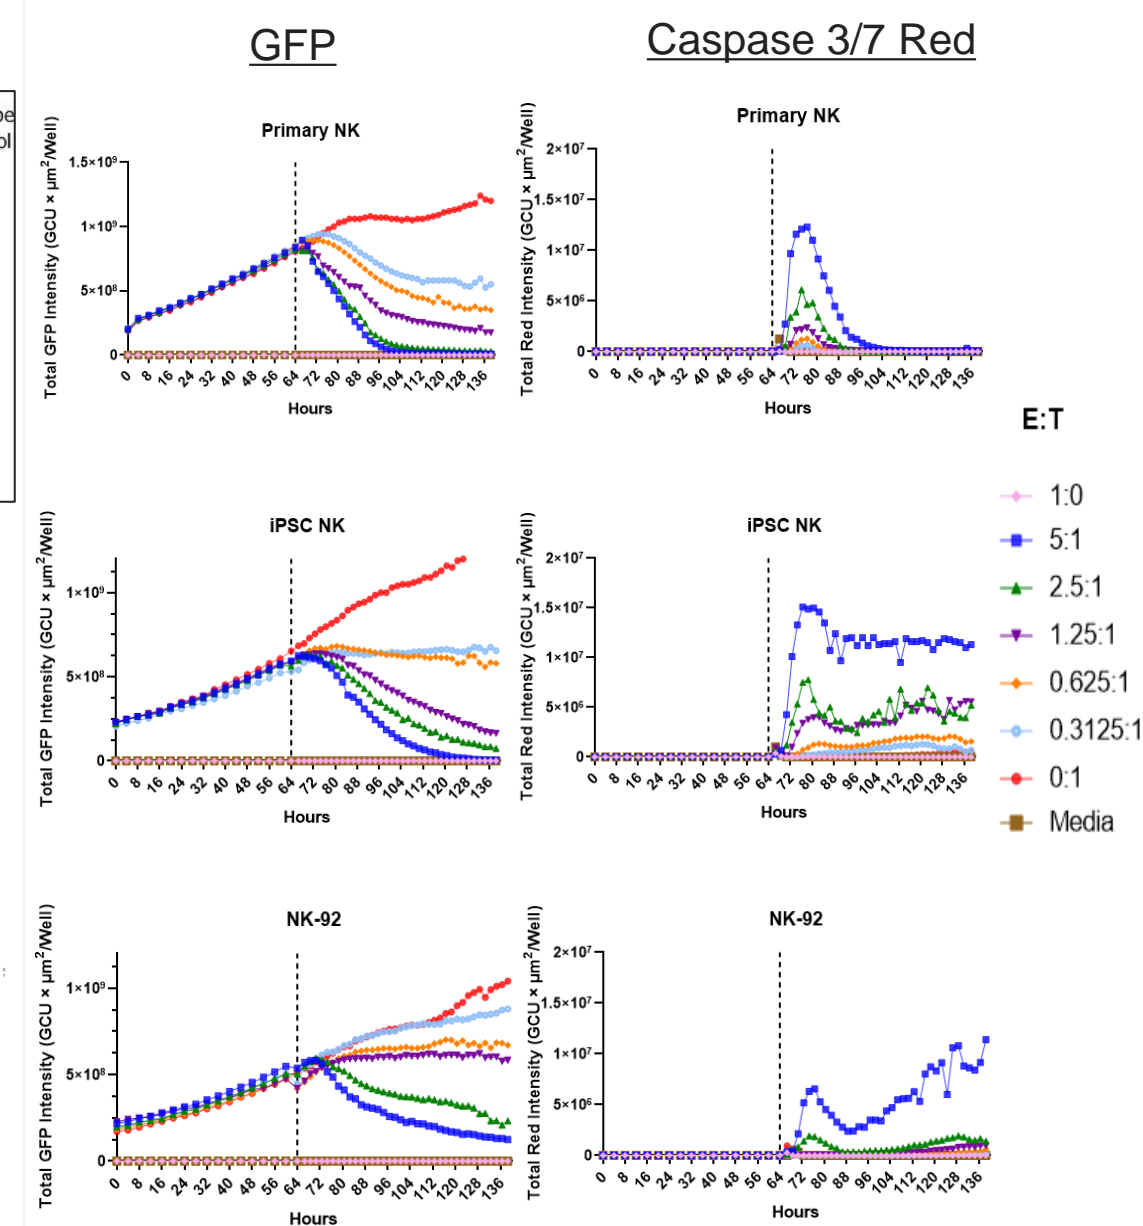 GFP
Caspase 3/7 Red
pe
ol
Primary NK
Total GFP Intensity (GCU × μm²/Well)
1.5×10⁹
1×10⁹
5×10⁸
0
0 8 16 24 32 40 48 56 64 72 80 88 96 104 112 120 128 136
Hours
Primary NK
Total Red Intensity (GCU × μm²/Well)
2×10⁷
1.5×10⁷
1×10⁷
5×10⁶
0
0 8 16 24 32 40 48 56 64 72 80 88 96 104 112 120 128 136
Hours
iPSC NK
Total GFP Intensity (GCU × μm²/Well)
1×10⁹
5×10⁸
0
0 8 16 24 32 40 48 56 64 72 80 88 96 104 112 120 128 136
Hours
iPSC NK
Total Red Intensity (GCU × μm²/Well)
2×10⁷
1.5×10⁷
1×10⁷
5×10⁶
0
0 8 16 24 32 40 48 56 64 72 80 88 96 104 112 120 128 136
Hours
E:T
1:0
5:1
2.5:1
1.25:1
0.625:1
0.3125:1
0:1
Media
NK-92
Total GFP Intensity (GCU × μm²/Well)
1×10⁹
5×10⁸
0
0 8 16 24 32 40 48 56 64 72 80 88 96 104 112 120 128 136
Hours
NK-92
Total Red Intensity (GCU × μm²/Well)
2×10⁷
1.5×10⁷
1×10⁷
5×10⁶
0
0 8 16 24 32 40 48 56 64 72 80 88 96 104 112 120 128 136
Hours